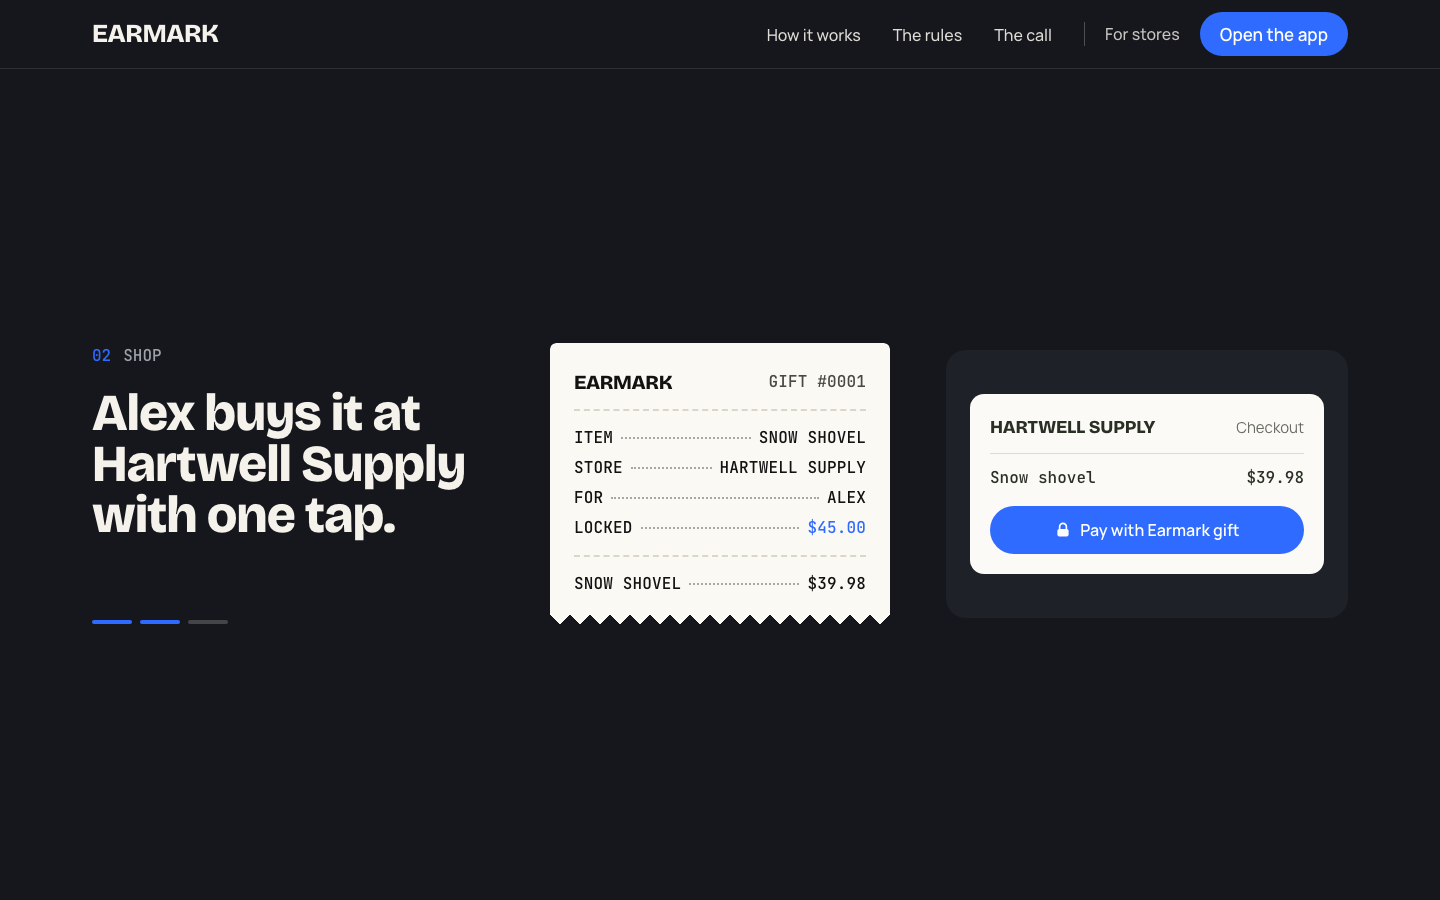 EARMARK
How it works
The rules
The call
For stores
Open the app
02 SHOP
Alex buys it at
Hartwell Supply
with one tap.
EARMARK GIFT #0001
ITEM SNOW SHOVEL
STORE HARTWELL SUPPLY
FOR ALEX
LOCKED $45.00
SNOW SHOVEL $39.98
HARTWELL SUPPLY Checkout
Snow shovel $39.98
Pay with Earmark gift